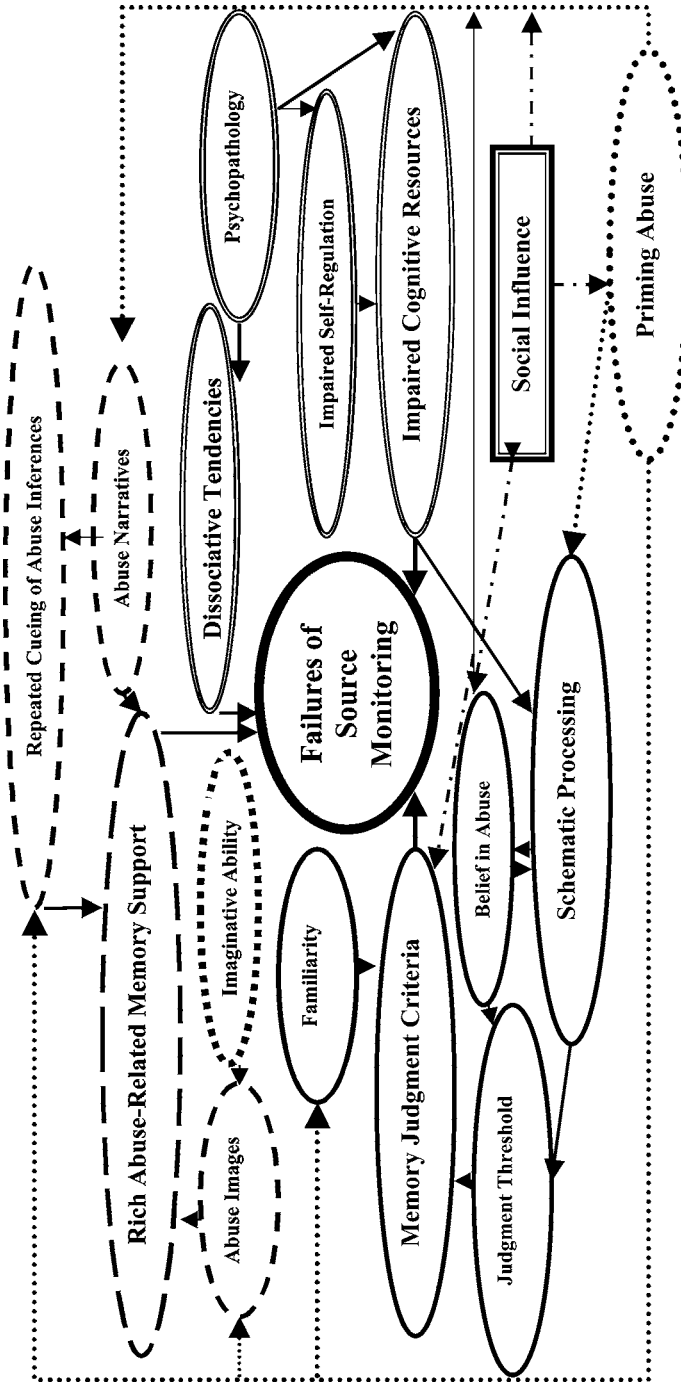 Repeated Cueing of Abuse Inferences
Rich Abuse-Related Memory Support
Abuse Narratives
Abuse Images
Imaginative Ability
Dissociative Tendencies
Psychopathology
Familiarity
Failures of
Source
Monitoring
Impaired Self-Regulation
Memory Judgment Criteria
Impaired Cognitive Resources
Judgment Threshold
Belief in Abuse
Social Influence
Schematic Processing
Priming Abuse